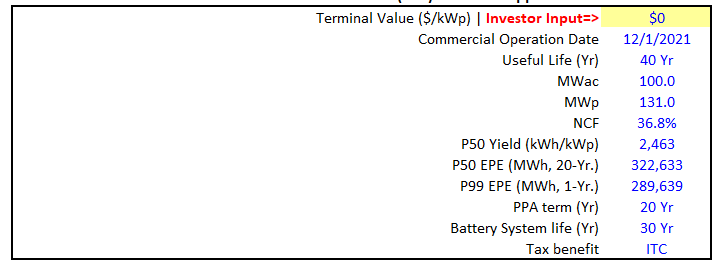 Terminal Value ($/kWp) | Investor Input=> $0
Commercial Operation Date 12/1/2021
Useful Life (Yr) 40 Yr
MWac 100.0
MWp 131.0
NCF 36.8%
P50 Yield (kWh/kWp) 2,463
P50 EPE (MWh, 20-Yr.) 322,633
P99 EPE (MWh, 1-Yr.) 289,639
PPA term (Yr) 20 Yr
Battery System life (Yr) 30 Yr
Tax benefit ITC